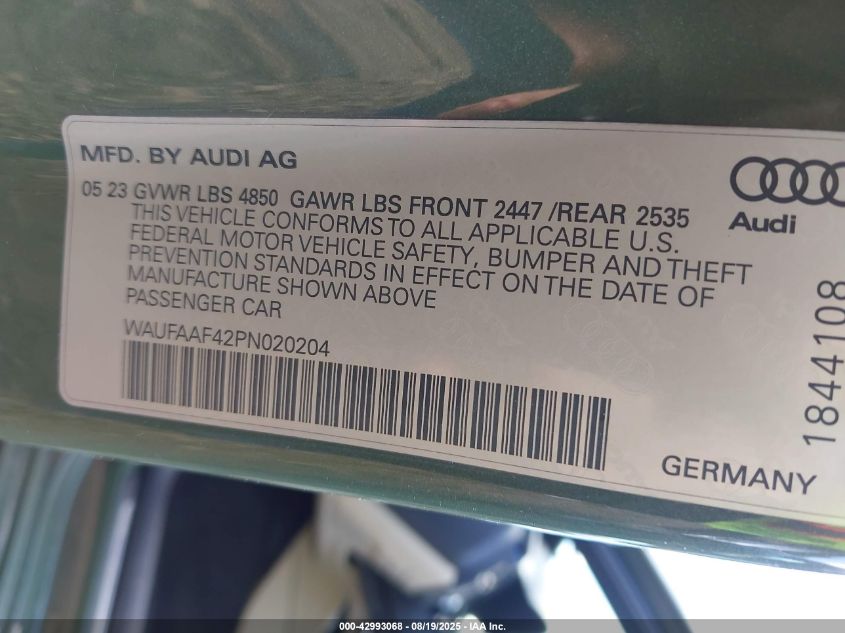 MFD. BY AUDI AG
05 23 GVWR LBS 4850 GAWR LBS FRONT 2447 /REAR 2535
THIS VEHICLE CONFORMS TO ALL APPLICABLE U.S.
FEDERAL MOTOR VEHICLE SAFETY, BUMPER AND THEFT
PREVENTION STANDARDS IN EFFECT ON THE DATE OF
MANUFACTURE SHOWN ABOVE
PASSENGER CAR
WAUFAAF42PN020204
Audi
1844108
GERMANY
000-42993068 - 08/19/2025 - IAA Inc.